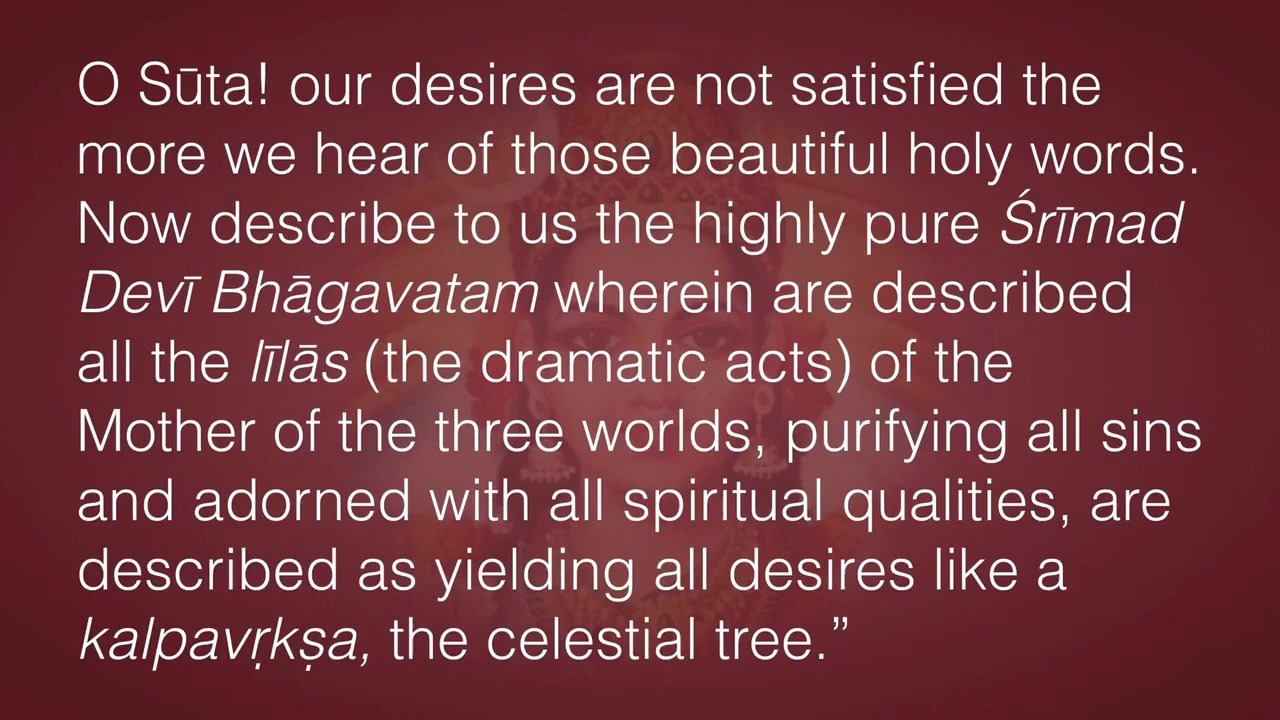 O Sūta! our desires are not satisfied the
more we hear of those beautiful holy words.
Now describe to us the highly pure Śrīmad
Devī Bhāgavatam wherein are described
all the līlās (the dramatic acts) of the
Mother of the three worlds, purifying all sins
and adorned with all spiritual qualities, are
described as yielding all desires like a
kalpavṛkṣa, the celestial tree.”